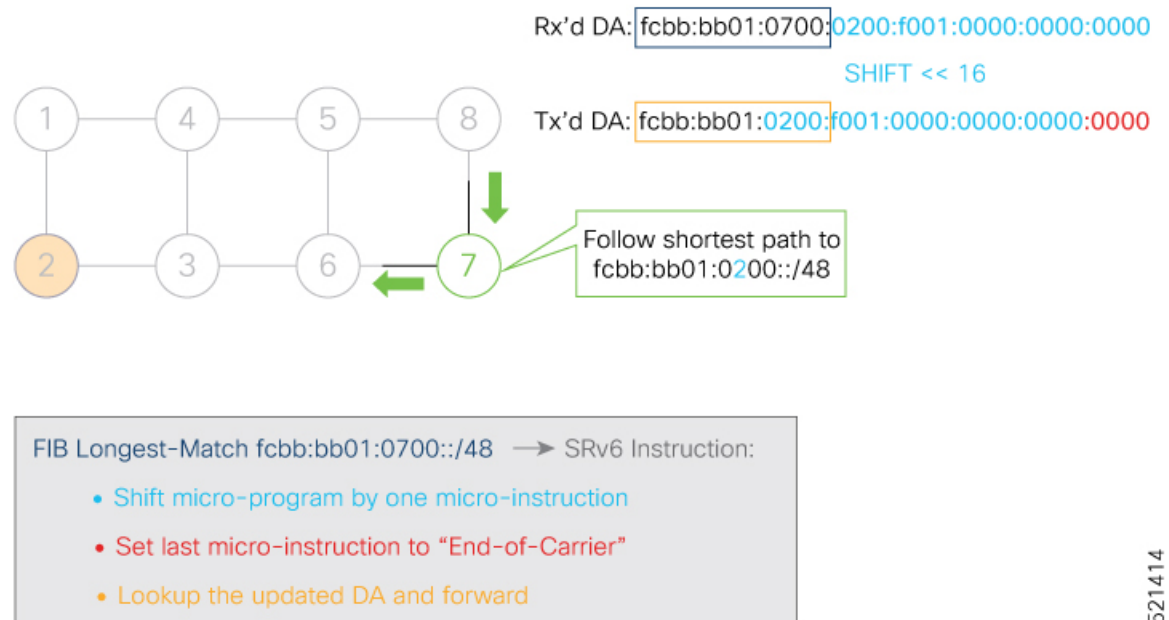 Rx'd DA: fcbb:bb01:0700:0200:f001:0000:0000:0000
SHIFT << 16
Tx'd DA: fcbb:bb01:0200:f001:0000:0000:0000:0000
1 4 5 8
2 3 6 7
Follow shortest path to
fcbb:bb01:0200::/48
FIB Longest-Match fcbb:bb01:0700::/48 → SRv6 Instruction:
• Shift micro-program by one micro-instruction
• Set last micro-instruction to “End-of-Carrier”
• Lookup the updated DA and forward
521414